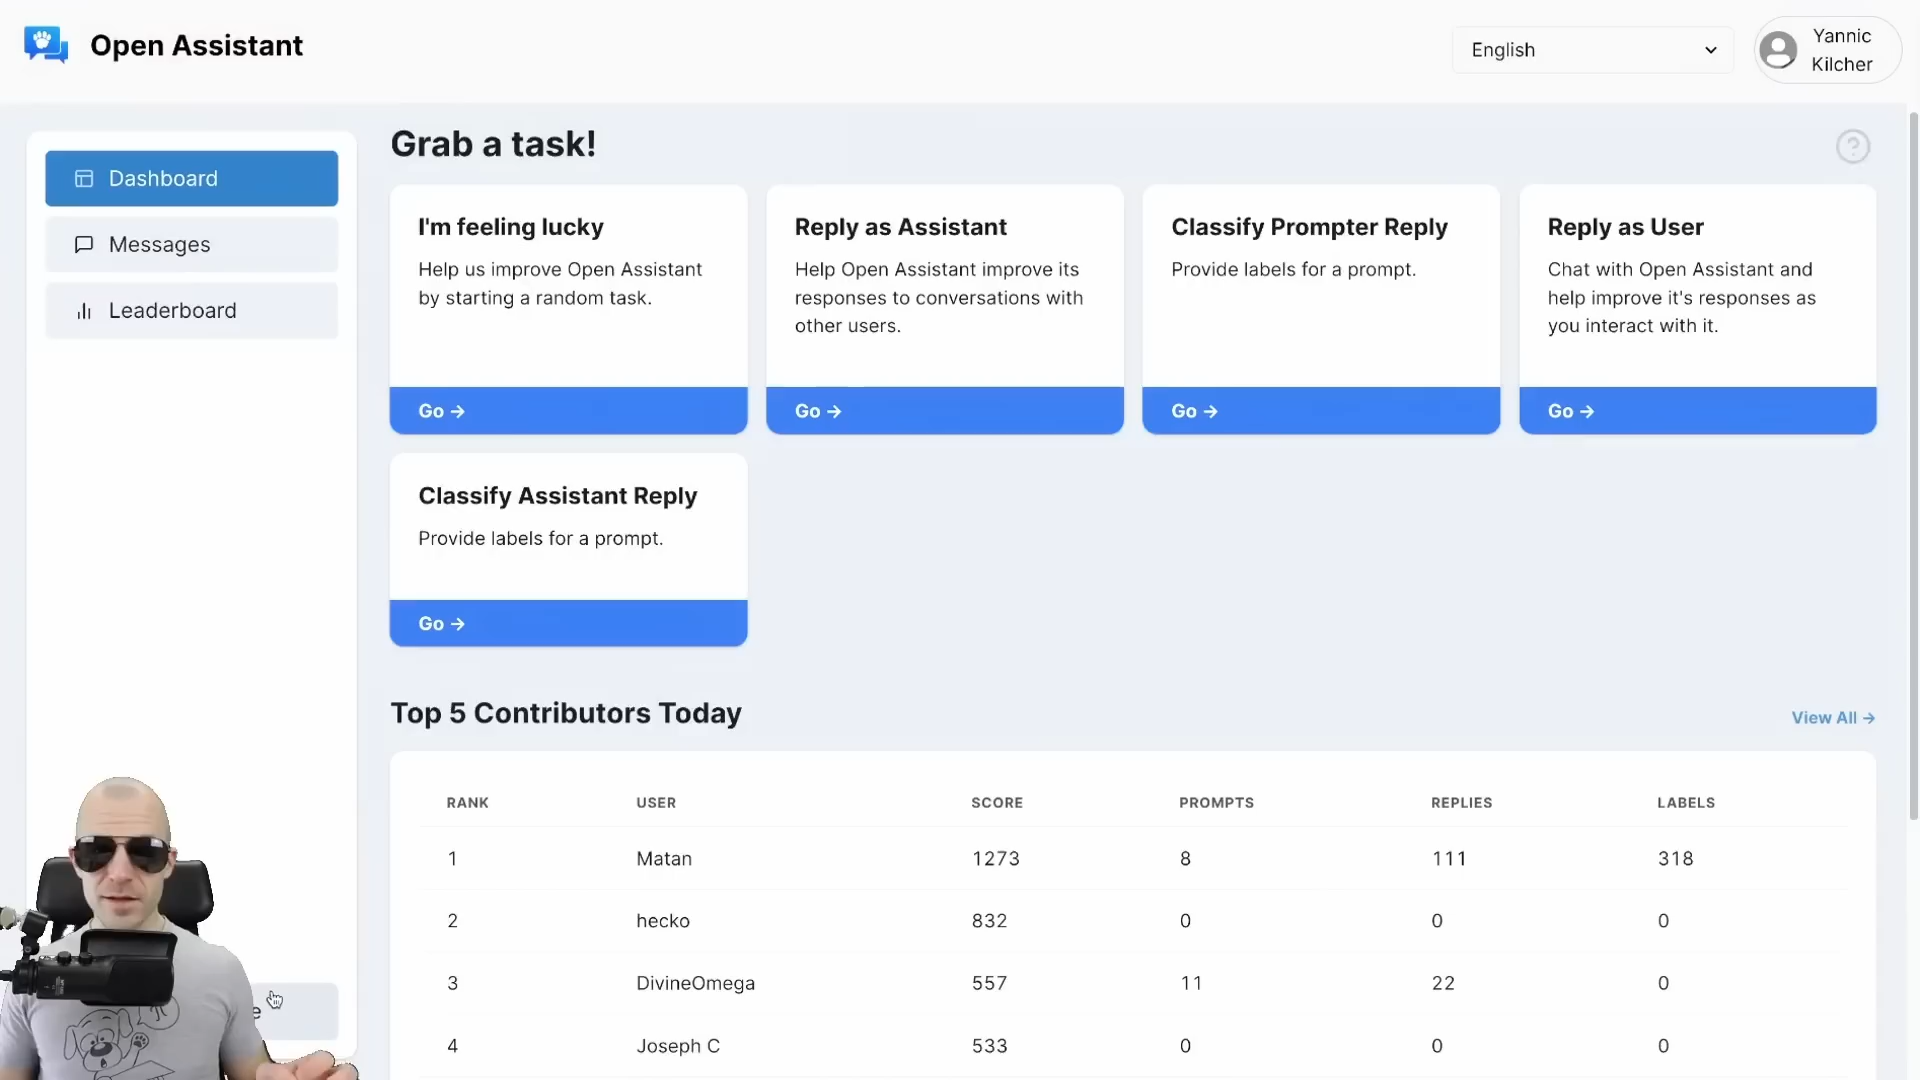 Open Assistant
English
Yannic
Kilcher
Dashboard
Messages
Leaderboard
Grab a task!
I'm feeling lucky
Help us improve Open Assistant
by starting a random task.
Go →
Reply as Assistant
Help Open Assistant improve its
responses to conversations with
other users.
Go →
Classify Prompter Reply
Provide labels for a prompt.
Go →
Reply as User
Chat with Open Assistant and
help improve it's responses as
you interact with it.
Go →
Classify Assistant Reply
Provide labels for a prompt.
Go →
Top 5 Contributors Today
View All →
RANK USER SCORE PROMPTS REPLIES LABELS
1 Matan 1273 8 111 318
2 hecko 832 0 0 0
3 DivineOmega 557 11 22 0
4 Joseph C 533 0 0 0